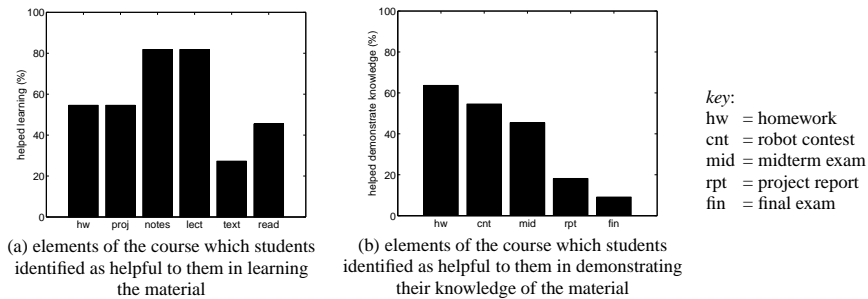 100
80
60
40
20
0
helped learning (%)
hw proj notes lect text read
(a) elements of the course which students
identified as helpful to them in learning
the material
100
80
60
40
20
0
helped demonstrate knowledge (%)
hw cnt mid rpt fin
(b) elements of the course which students
identified as helpful to them in demonstrating
their knowledge of the material
key:
hw = homework
cnt = robot contest
mid = midterm exam
rpt = project report
fin = final exam